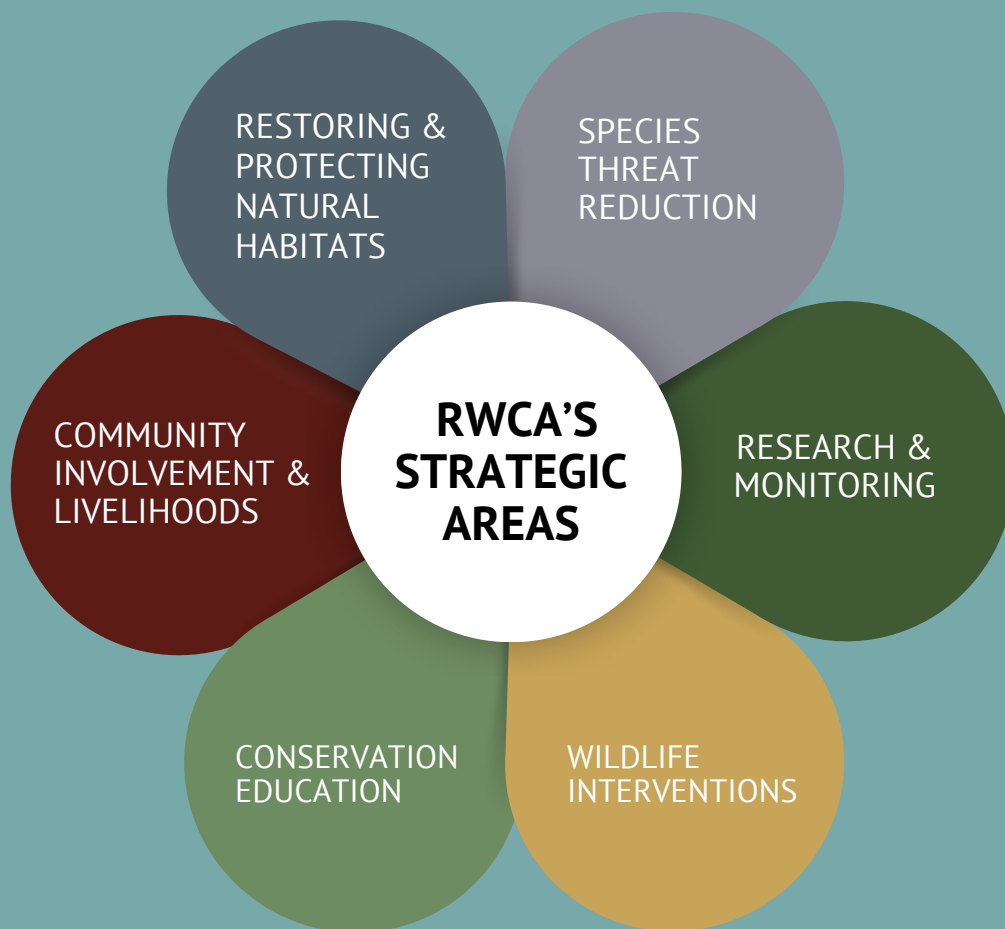 RESTORING &
PROTECTING
NATURAL
HABITATS
SPECIES
THREAT
REDUCTION
COMMUNITY
INVOLVEMENT &
LIVELIHOODS
RWCA’S
STRATEGIC
AREAS
RESEARCH &
MONITORING
CONSERVATION
EDUCATION
WILDLIFE
INTERVENTIONS